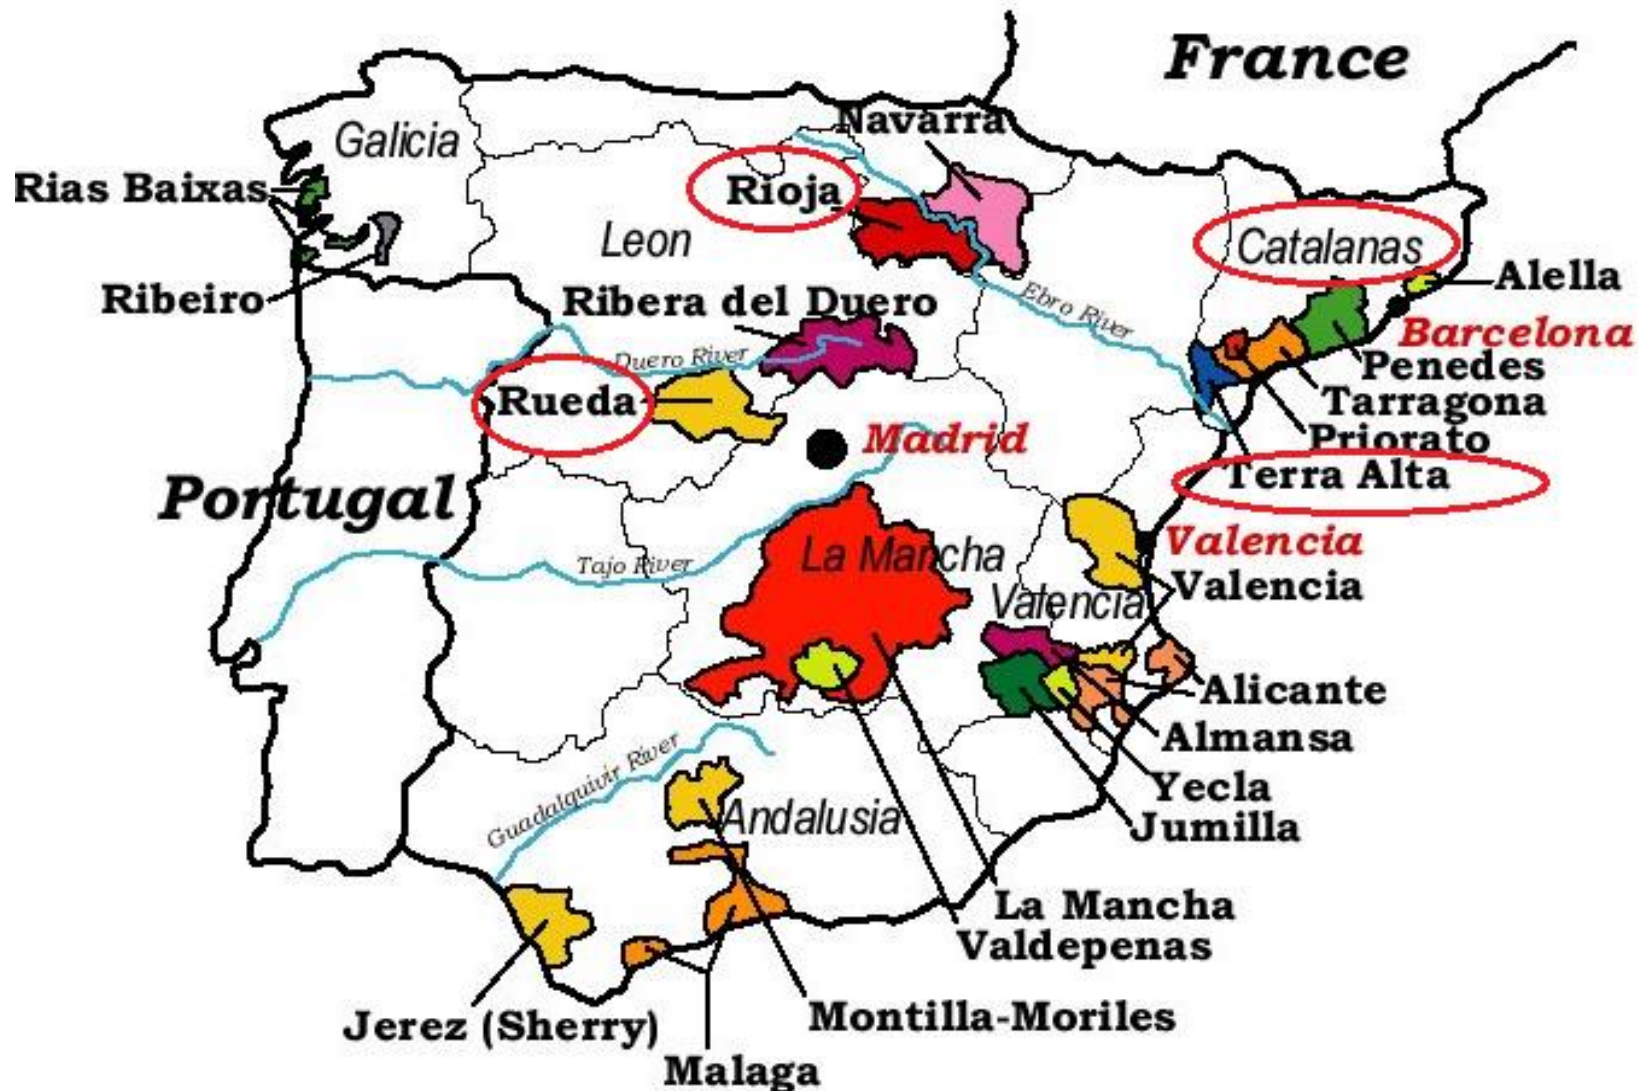 France
Navarra
Galicia
Rias Baixas
Rioja
Leon
Catalanas
Alella
Ribeiro
Ribera del Duero
Ebro River
Barcelona
Duero River
Penedes
Rueda
Tarragona
Madrid
Priorato
Terra Alta
Portugal
La Mancha
Valencia
Tajo River
Valencia
Valencia
Alicante
Almansa
Guadalquivir River
Yecla
Andalusia
Jumilla
La Mancha
Valdepenas
Jerez (Sherry)
Montilla-Moriles
Malaga